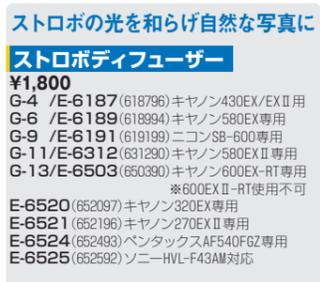 ストロボの光を和らげ自然な写真に
ストロボディフューザー
¥1,800
G-4 /E-6187(618796)キヤノン430EX/EXⅡ用
G-6 /E-6189(618994)キヤノン580EX専用
G-9 /E-6191(619199)ニコンSB-600専用
G-11/E-6312(631290)キヤノン580EXⅡ専用
G-13/E-6503(650390)キヤノン600EX-RT専用
※600EXⅡ-RT使用不可
E-6520(652097)キヤノン320EX専用
E-6521(652196)キヤノン270EXⅡ専用
E-6524(652493)ペンタックスAF540FGZ専用
E-6525(652592)ソニーHVL-F43AM対応